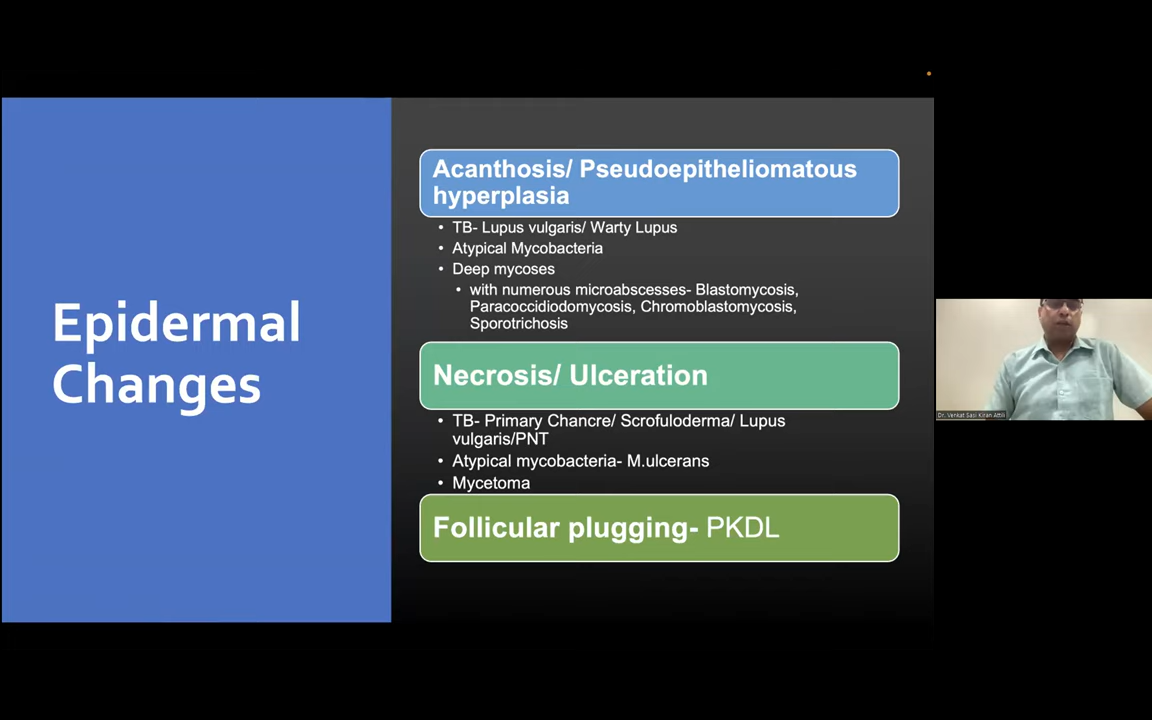 Epidermal
Changes
Acanthosis/ Pseudoepitheliomatous
hyperplasia
• TB- Lupus vulgaris/ Warty Lupus
• Atypical Mycobacteria
• Deep mycoses
• with numerous microabscesses- Blastomycosis,
Paracoccidiodomycosis, Chromoblastomycosis,
Sporotrichosis
Necrosis/ Ulceration
• TB- Primary Chancre/ Scrofuloderma/ Lupus
vulgaris/PNT
• Atypical mycobacteria- M.ulcerans
• Mycetoma
Follicular plugging- PKDL
Dr. Venkat Sasi Kiran Attili